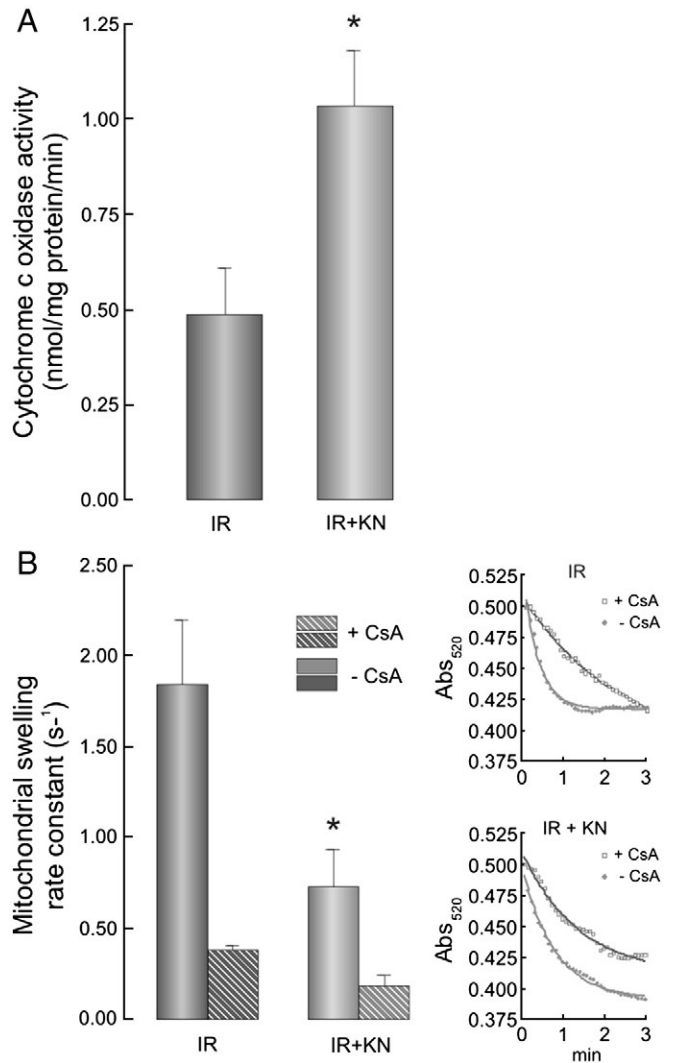 A
Cytochrome c oxidase activity
(nmol/mg protein/min)
1.25
1.00
0.75
0.50
0.25
0.00
*
IR
IR+KN
B
Mitochondrial swelling
rate constant (s-¹)
2.50
2.00
1.50
1.00
0.50
0.00
+ CsA
- CsA
*
IR
IR+KN
IR
Abs520
0.525
0.500
0.475
0.450
0.425
0.400
0.375
+ CsA
- CsA
0 1 2 3
IR + KN
Abs520
0.525
0.500
0.475
0.450
0.425
0.400
0.375
+ CsA
- CsA
0 1 2 3
min